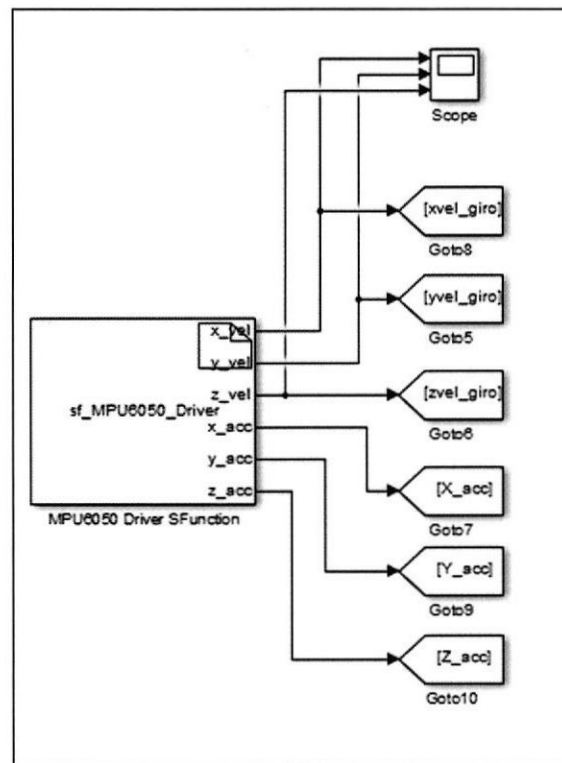 Scope
[xvel_giro]
Goto8
[yvel_giro]
Goto5
x_vel
y_vel
z_vel
sf_MPU6050_Driver
x_acc
y_acc
z_acc
MPU6050 Driver SFunction
[zvel_giro]
Goto6
[X_acc]
Goto7
[Y_acc]
Goto9
[Z_acc]
Goto10